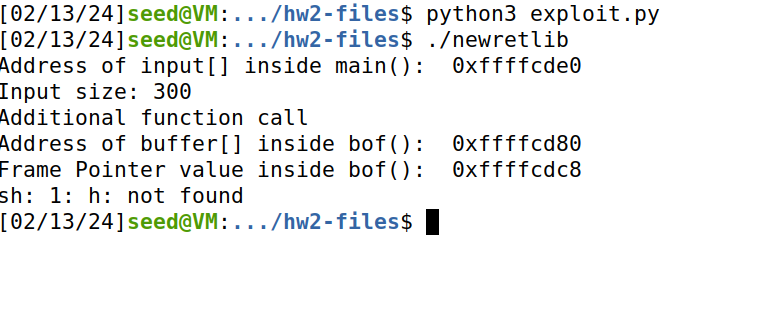 [02/13/24]seed@VM:.../hw2-files$ python3 exploit.py
[02/13/24]seed@VM:.../hw2-files$ ./newretlib
Address of input[] inside main():  0xffffcde0
Input size: 300
Additional function call
Address of buffer[] inside bof():  0xffffcd80
Frame Pointer value inside bof():  0xffffcdc8
sh: 1: h: not found
[02/13/24]seed@VM:.../hw2-files$